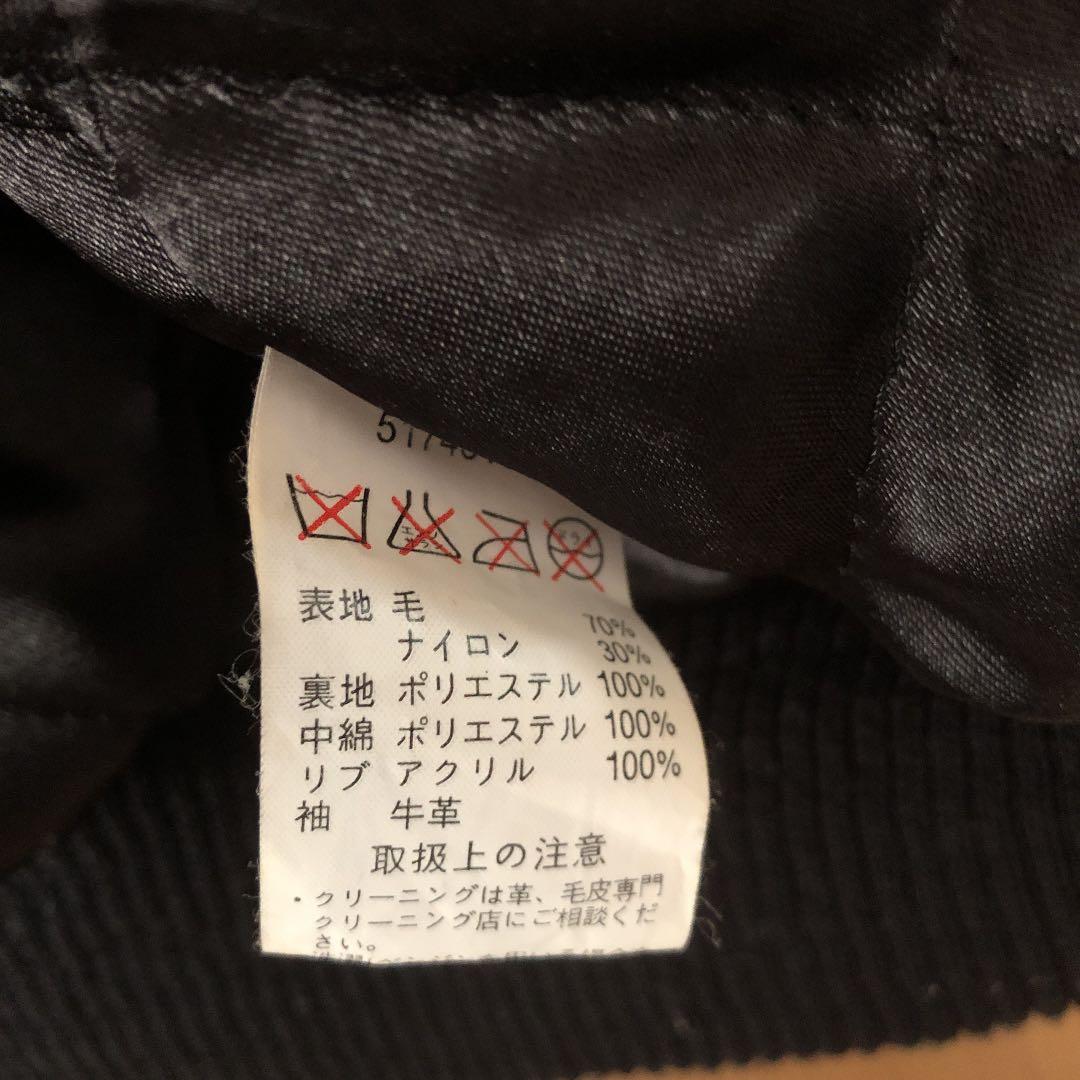 表地 毛 70%
ナイロン 30%
裏地 ポリエステル 100%
中綿 ポリエステル 100%
リブ アクリル 100%
袖 牛革
取扱上の注意
・クリーニングは革、毛皮専門
クリーニング店にご相談くだ
さい。